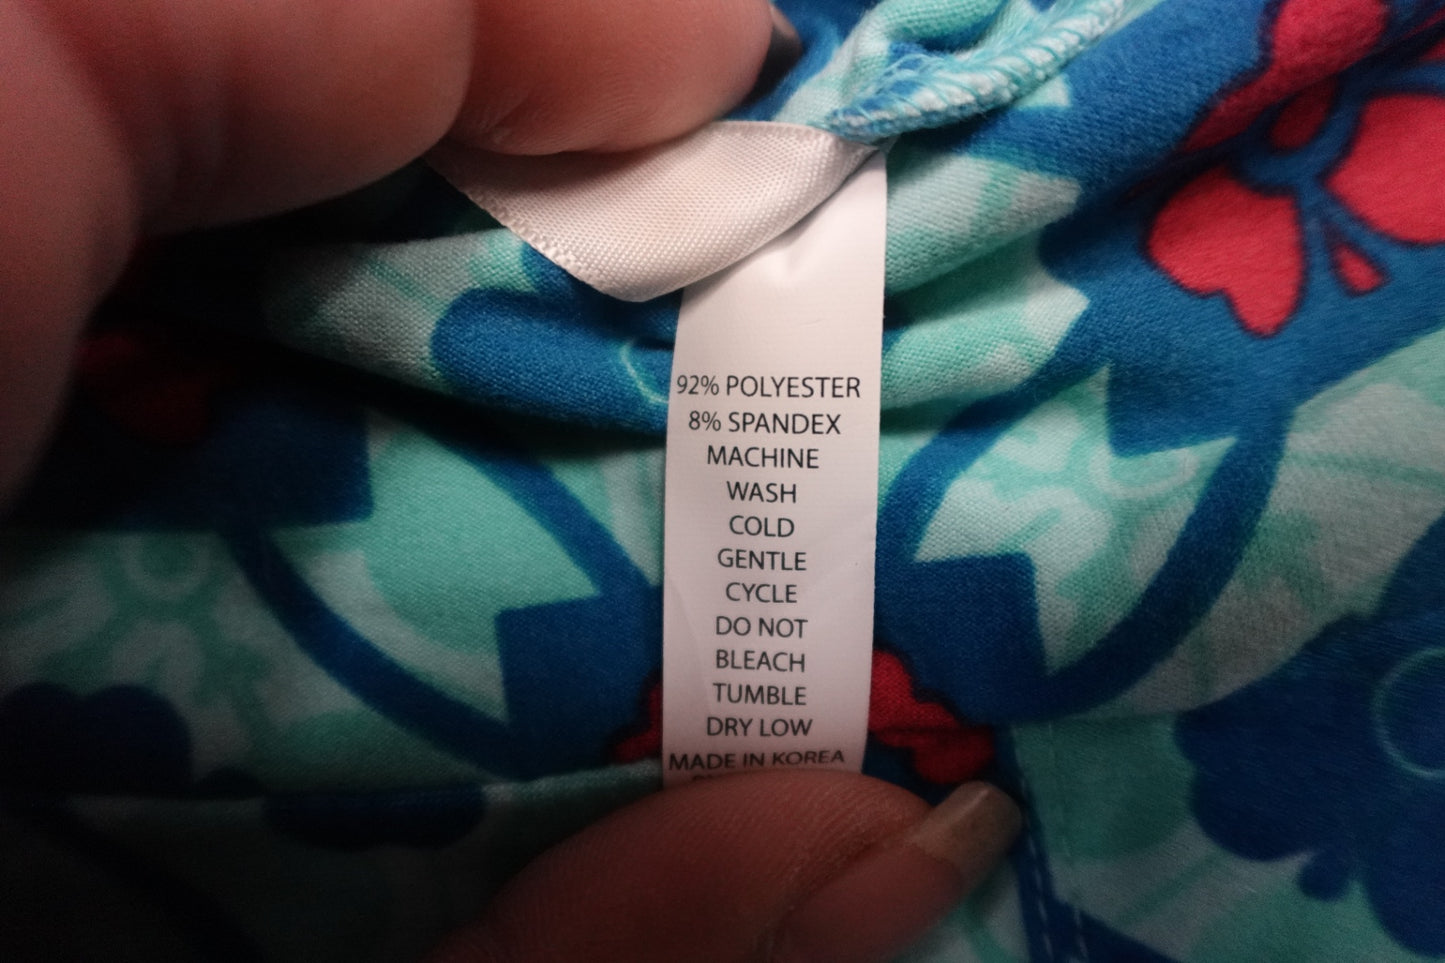 92% POLYESTER
8% SPANDEX
MACHINE
WASH
COLD
GENTLE
CYCLE
DO NOT
BLEACH
TUMBLE
DRY LOW
MADE IN KOREA